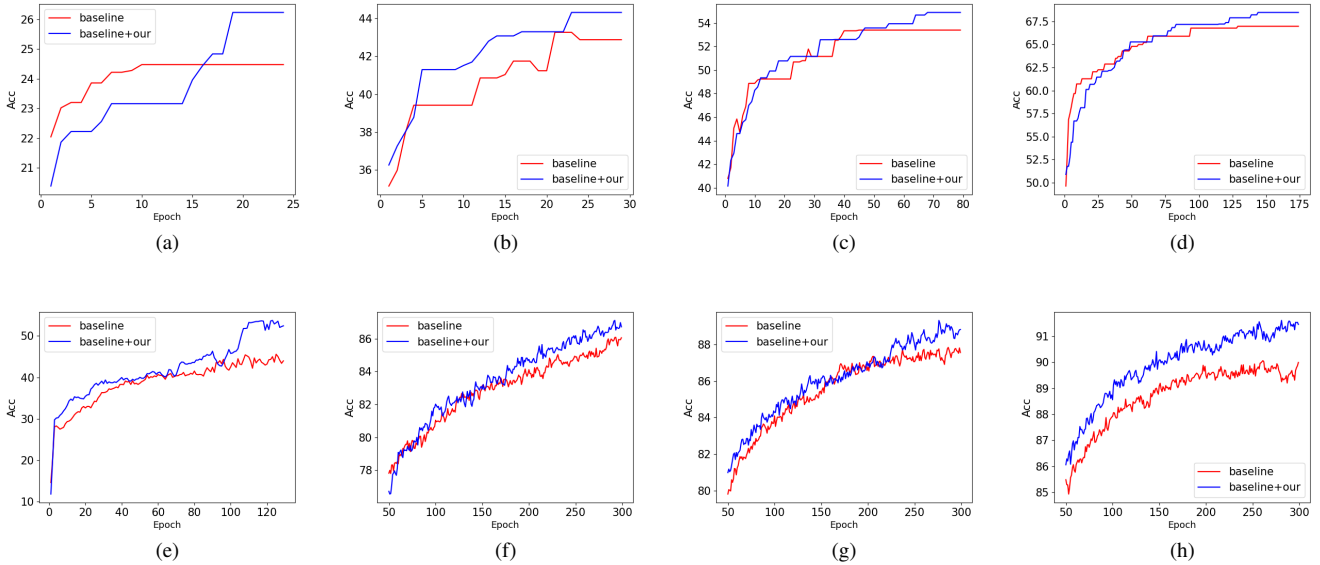 26
25
24
23
22
21
Acc
baseline
baseline+our
0 5 10 15 20 25
Epoch
(a)
44
42
40
38
36
Acc
baseline
baseline+our
0 5 10 15 20 25 30
Epoch
(b)
54
52
50
48
46
44
42
40
Acc
baseline
baseline+our
0 10 20 30 40 50 60 70 80
Epoch
(c)
67.5
65.0
62.5
60.0
57.5
55.0
52.5
50.0
Acc
baseline
baseline+our
0 25 50 75 100 125 150 175
Epoch
(d)
50
40
30
20
10
Acc
baseline
baseline+our
0 20 40 60 80 100 120
Epoch
(e)
86
84
82
80
78
Acc
baseline
baseline+our
50 100 150 200 250 300
Epoch
(f)
88
86
84
82
80
Acc
baseline
baseline+our
50 100 150 200 250 300
Epoch
(g)
91
90
89
88
87
86
85
Acc
baseline
baseline+our
50 100 150 200 250 300
Epoch
(h)